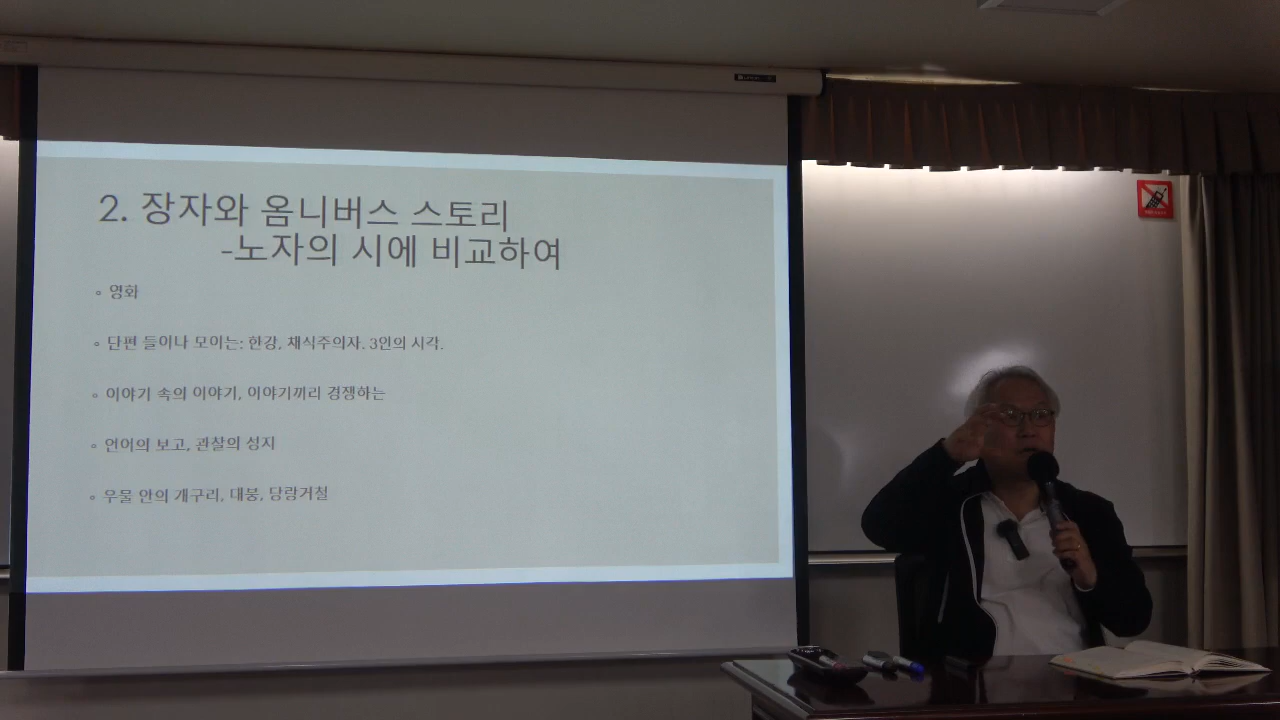 2. 장자와 옴니버스 스토리
-노자의 시에 비교하여
◦ 영화
◦ 단편 들이나 모이는: 한강, 채식주의자. 3인의 시각.
◦ 이야기 속의 이야기, 이야기끼리 경쟁하는
◦ 언어의 보고, 관찰의 성지
◦ 우물 안의 개구리, 대붕, 당랑거철